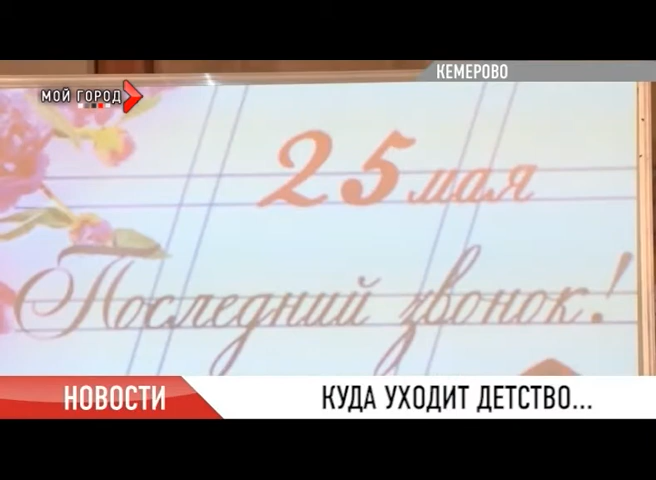 КЕМЕРОВО
МОЙ ГОРОД
25 мая
Последний звонок!
НОВОСТИ
КУДА УХОДИТ ДЕТСТВО...